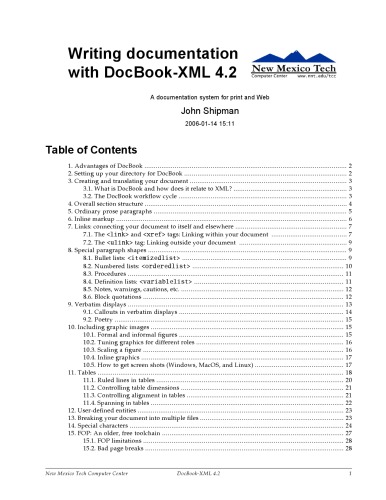 Writing documentation
with DocBook-XML 4.2
New Mexico Tech
Computer Center www.nmt.edu/tcc
A documentation system for print and Web
John Shipman
2006-01-14 15:11
Table of Contents
1. Advantages of DocBook ... 2
2. Setting up your directory for DocBook ... 2
3. Creating and translating your document ... 3
3.1. What is DocBook and how does it relate to XML? ... 3
3.2. The DocBook workflow cycle ... 3
4. Overall section structure ... 4
5. Ordinary prose paragraphs ... 5
6. Inline markup ... 6
7. Links: connecting your document to itself and elsewhere ... 7
7.1. The <link> and <xref> tags: Linking within your document ... 7
7.2. The <ulink> tag: Linking outside your document ... 9
8. Special paragraph shapes ... 9
8.1. Bullet lists: <itemizedlist> ... 9
8.2. Numbered lists: <orderedlist> ... 10
8.3. Procedures ... 11
8.4. Definition lists: <variablelist> ... 11
8.5. Notes, warnings, cautions, etc. ... 12
8.6. Block quotations ... 12
9. Verbatim displays ... 13
9.1. Callouts in verbatim displays ... 14
9.2. Poetry ... 15
10. Including graphic images ... 15
10.1. Formal and informal figures ... 15
10.2. Tuning graphics for different roles ... 16
10.3. Scaling a figure ... 16
10.4. Inline graphics ... 17
10.5. How to get screen shots (Windows, MacOS, and Linux) ... 17
11. Tables ... 18
11.1. Ruled lines in tables ... 20
11.2. Controlling table dimensions ... 21
11.3. Controlling alignment in tables ... 21
11.4. Spanning in tables ... 22
12. User-defined entities ... 23
13. Breaking your document into multiple files ... 23
14. Special characters ... 24
15. FOP: An older, free toolchain ... 27
15.1. FOP limitations ... 28
15.2. Bad page breaks ... 28
New Mexico Tech Computer Center DocBook-XML 4.2 1